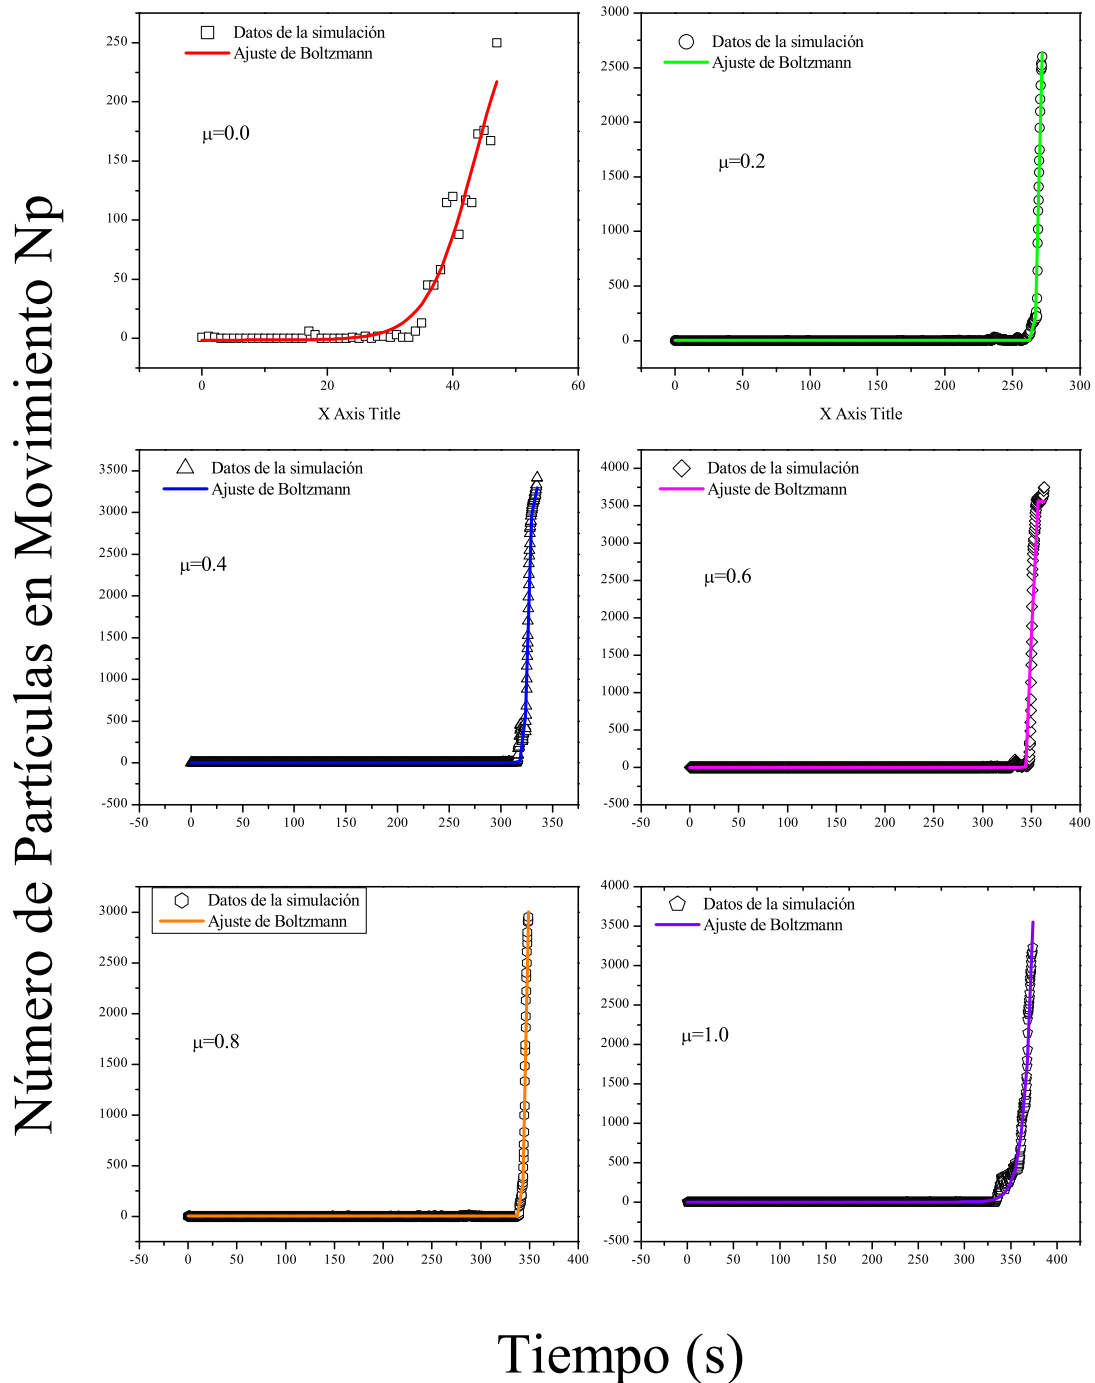 Número de Partículas en Movimiento Np
Datos de la simulación
Ajuste de Boltzmann
μ=0.0
250
200
150
100
50
0
0 20 40 60
X Axis Title
Datos de la simulación
Ajuste de Boltzmann
μ=0.2
3000
2500
2000
1500
1000
500
0
0 50 100 150 200 250 300
X Axis Title
Datos de la simulación
Ajuste de Boltzmann
μ=0.4
3500
3000
2500
2000
1500
1000
500
0
-500
-50 0 50 100 150 200 250 300 350
Datos de la simulación
Ajuste de Boltzmann
μ=0.6
4000
3500
3000
2500
2000
1500
1000
500
0
-500
-50 0 50 100 150 200 250 300 350 400
Datos de la simulación
Ajuste de Boltzmann
μ=0.8
3000
2500
2000
1500
1000
500
0
-50 0 50 100 150 200 250 300 350 400
Datos de la simulación
Ajuste de Boltzmann
μ=1.0
4000
3500
3000
2500
2000
1500
1000
500
0
-500
-50 0 50 100 150 200 250 300 350 400
Tiempo (s)